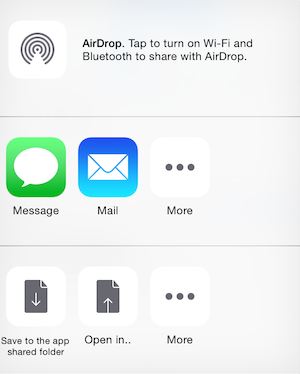 AirDrop. Tap to turn on Wi-Fi and
Bluetooth to share with AirDrop.
Message
Mail
More
Save to the app
shared folder
Open in..
More